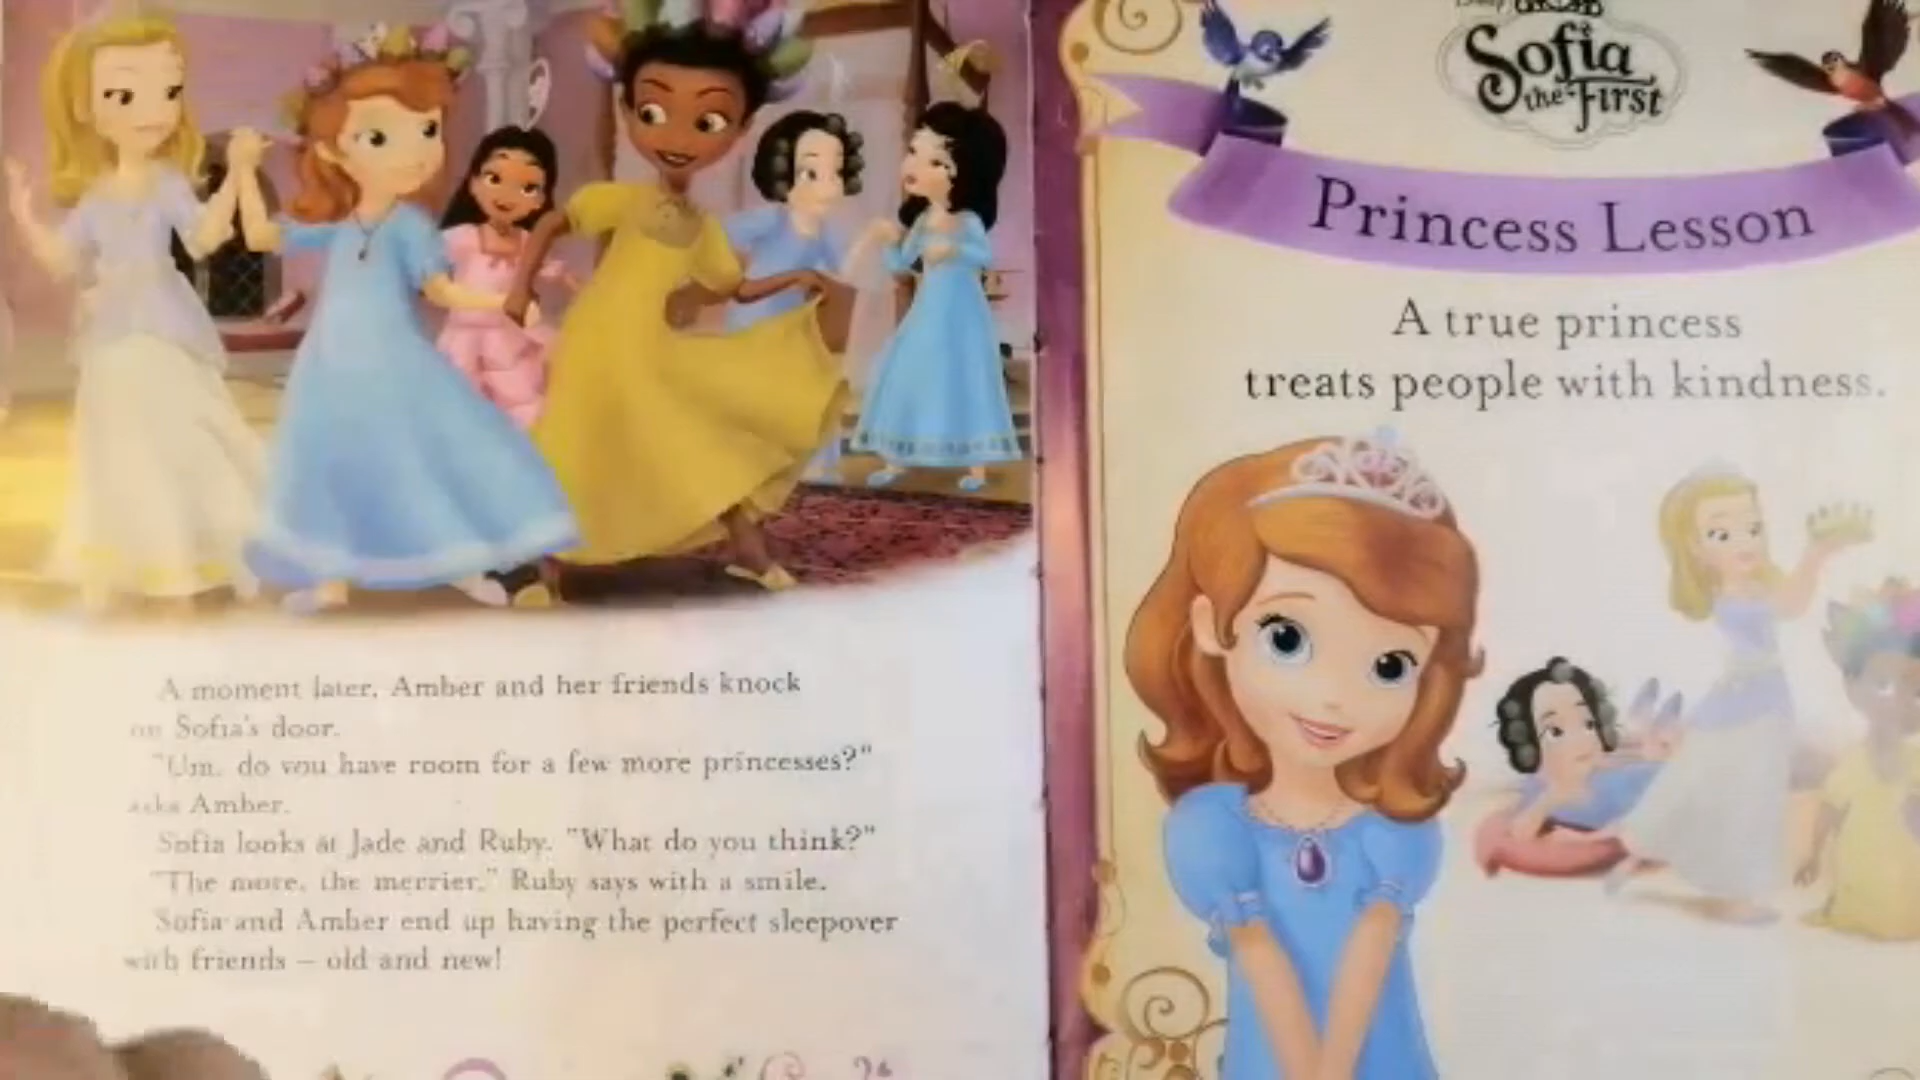 A moment later, Amber and her friends knock
on Sofia's door.
"Um, do you have room for a few more princesses?"
asks Amber.
Sofia looks at Jade and Ruby. "What do you think?"
"The more, the merrier," Ruby says with a smile.
Sofia and Amber end up having the perfect sleepover
with friends – old and new!
Sofia
the First
Princess Lesson
A true princess
treats people with kindness.